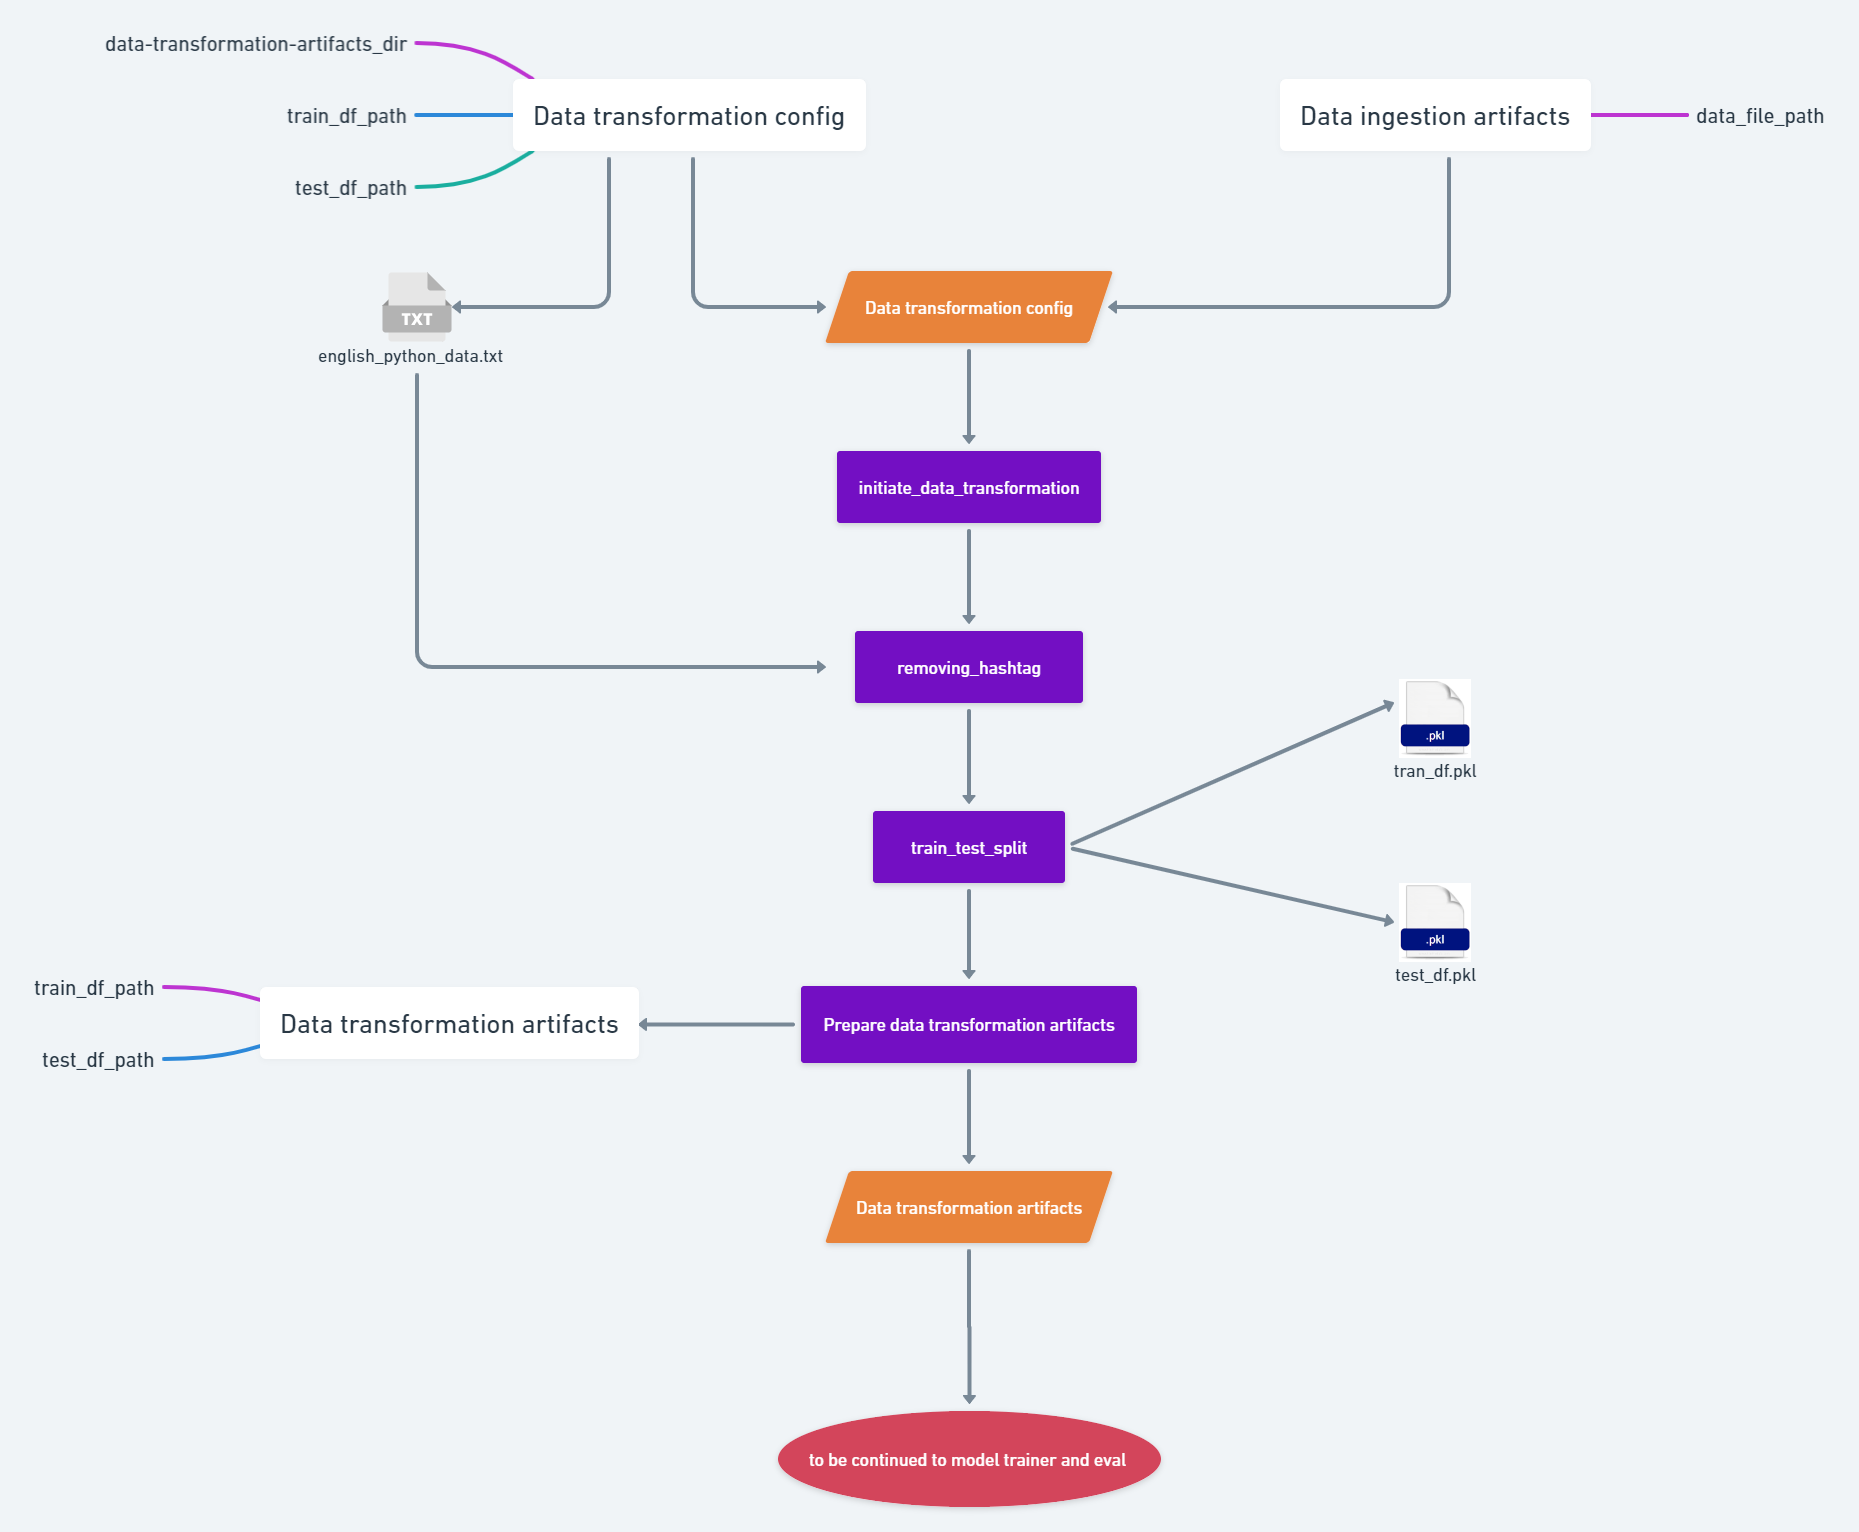 data-transformation-artifacts_dir
train_df_path
test_df_path
Data transformation config
Data ingestion artifacts
data_file_path
TXT
english_python_data.txt
Data transformation config
initiate_data_transformation
removing_hashtag
.pkl
tran_df.pkl
train_test_split
.pkl
test_df.pkl
train_df_path
test_df_path
Data transformation artifacts
Prepare data transformation artifacts
Data transformation artifacts
to be continued to model trainer and eval